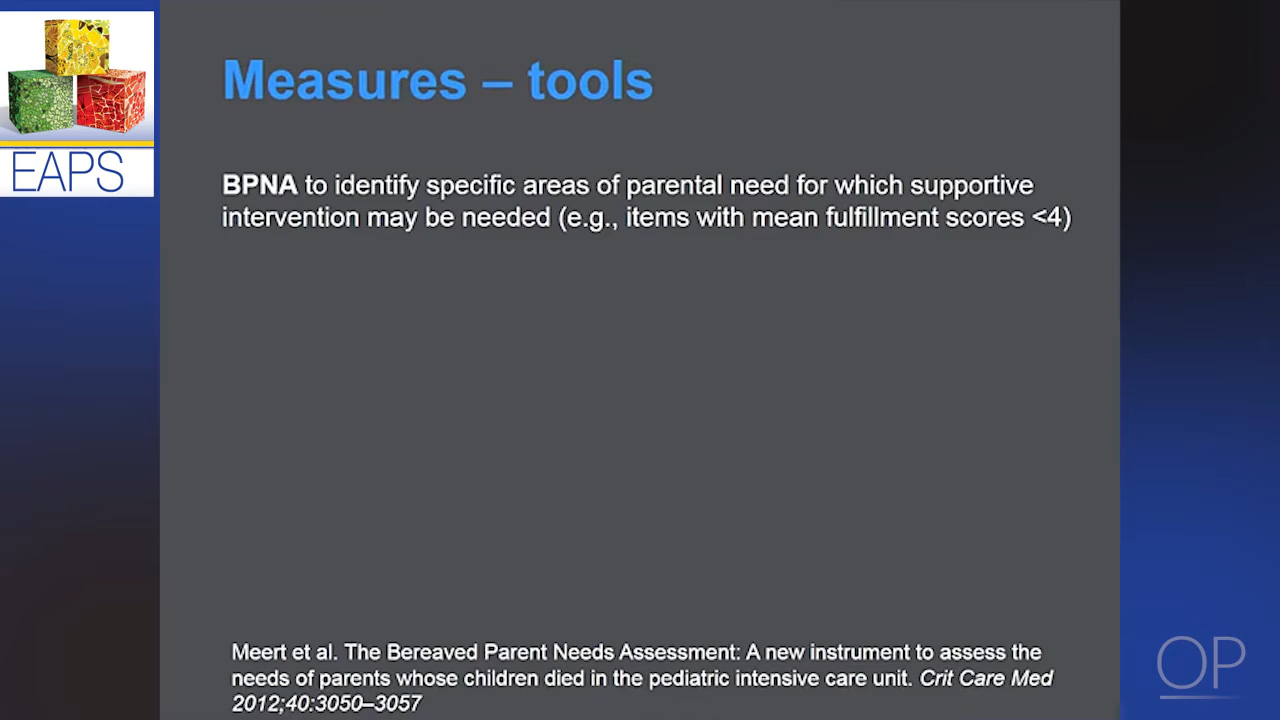 EAPS
Measures – tools
BPNA to identify specific areas of parental need for which supportive
intervention may be needed (e.g., items with mean fulfillment scores <4)
Meert et al. The Bereaved Parent Needs Assessment: A new instrument to assess the
needs of parents whose children died in the pediatric intensive care unit. Crit Care Med
2012;40:3050–3057
OP